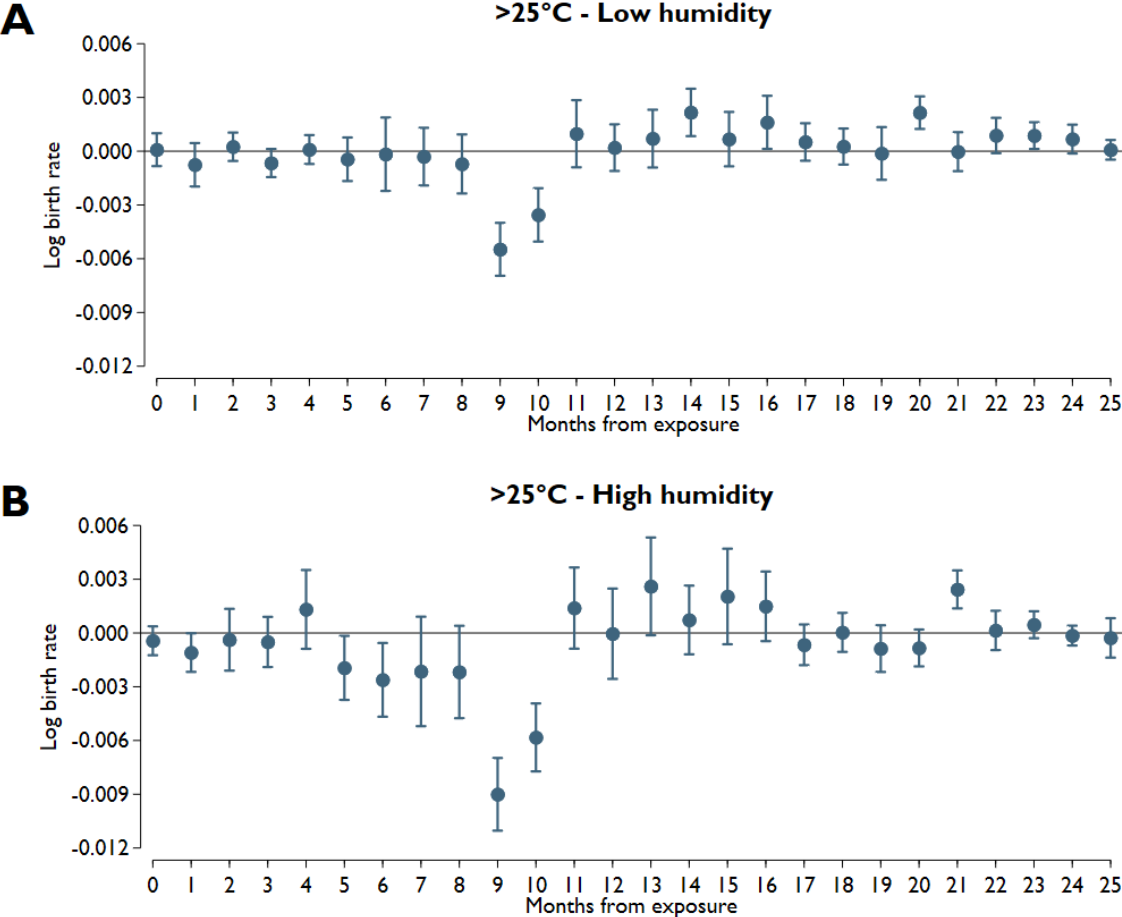 A
>25°C - Low humidity
0.006
0.003
0.000
-0.003
-0.006
-0.009
-0.012
Log birth rate
0 1 2 3 4 5 6 7 8 9 10 11 12 13 14 15 16 17 18 19 20 21 22 23 24 25
Months from exposure
B
>25°C - High humidity
0.006
0.003
0.000
-0.003
-0.006
-0.009
-0.012
Log birth rate
0 1 2 3 4 5 6 7 8 9 10 11 12 13 14 15 16 17 18 19 20 21 22 23 24 25
Months from exposure